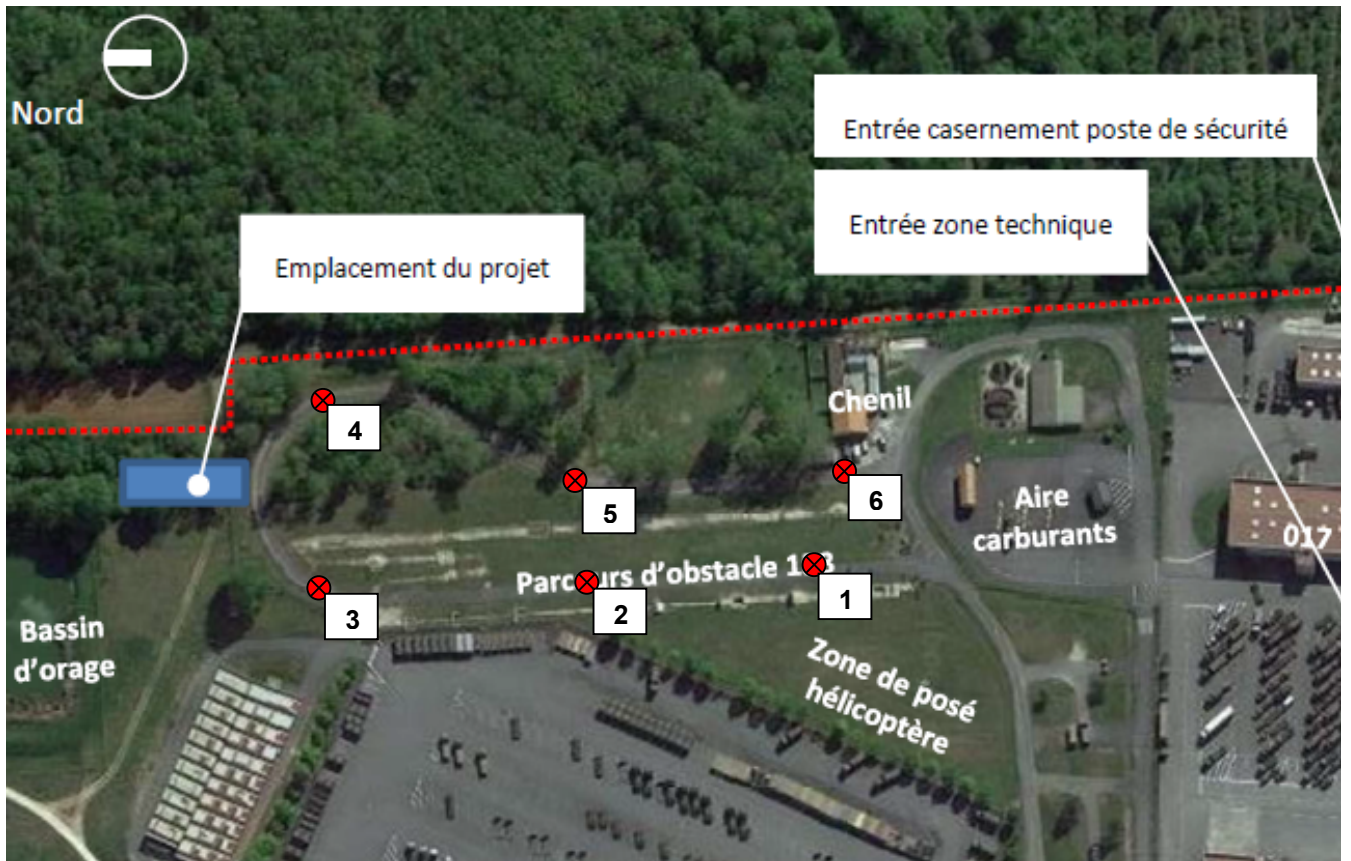 Nord
Entrée casernement poste de sécurité
Entrée zone technique
Emplacement du projet
Chenil
4
6
5
Aire
carburants
017
Parcours d'obstacle
1
2
3
Bassin
d'orage
Zone de posé
hélicoptère